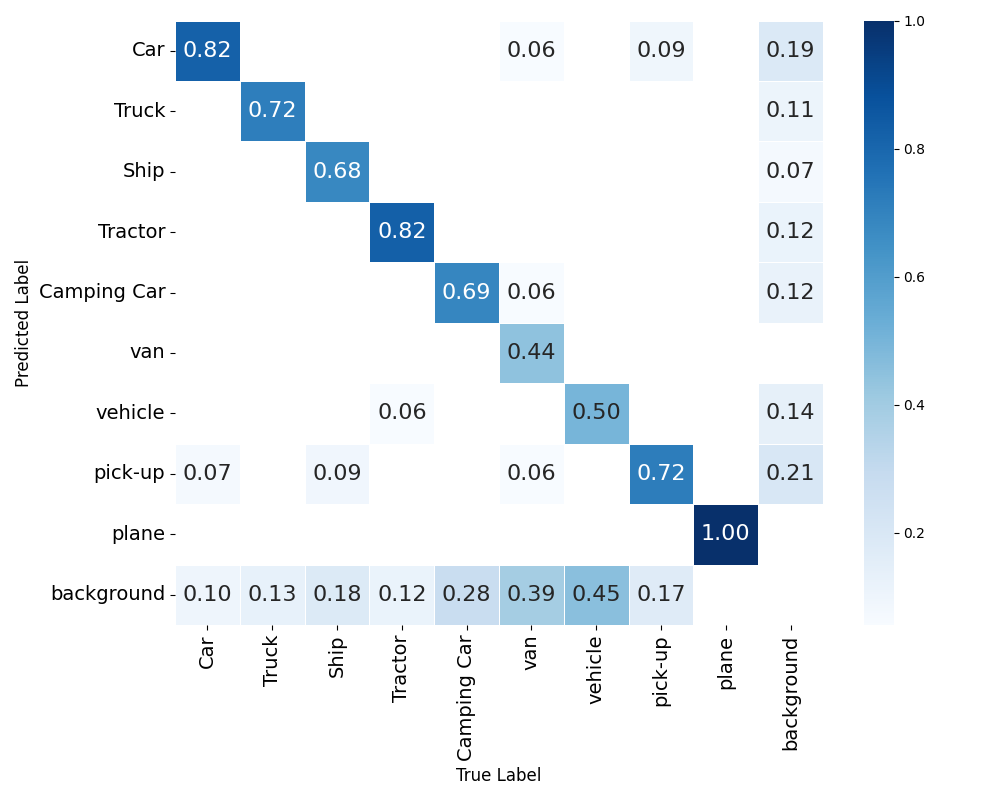 Predicted Label
Car 0.82 0.06 0.09 0.19
Truck 0.72 0.11
Ship 0.68 0.07
Tractor 0.82 0.12
Camping Car 0.69 0.06 0.12
van 0.44
vehicle 0.06 0.50 0.14
pick-up 0.07 0.09 0.06 0.72 0.21
plane 1.00
background 0.10 0.13 0.18 0.12 0.28 0.39 0.45 0.17
Car Truck Ship Tractor Camping Car van vehicle pick-up plane background
True Label
1.0
0.8
0.6
0.4
0.2